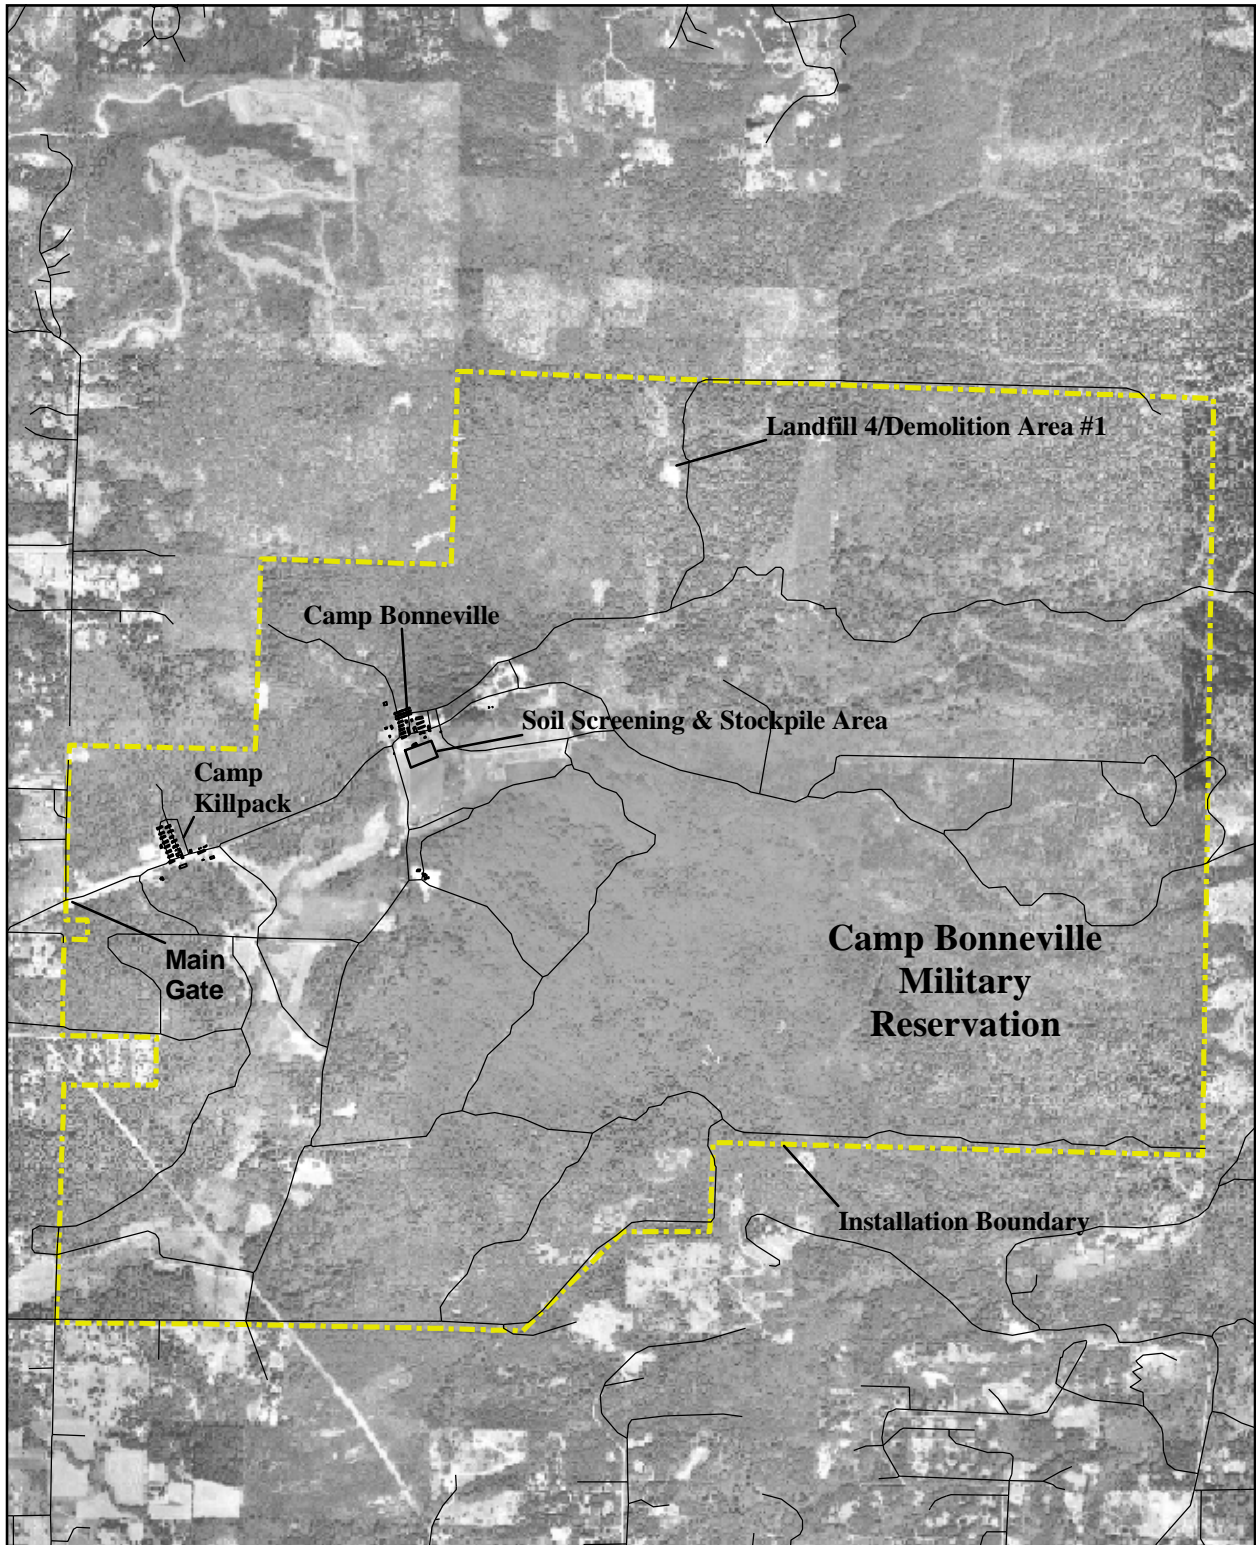 Landfill 4/Demolition Area #1
Camp Bonneville
Soil Screening & Stockpile Area
Camp
Killpack
Main
Gate
Camp Bonneville
Military
Reservation
Installation Boundary